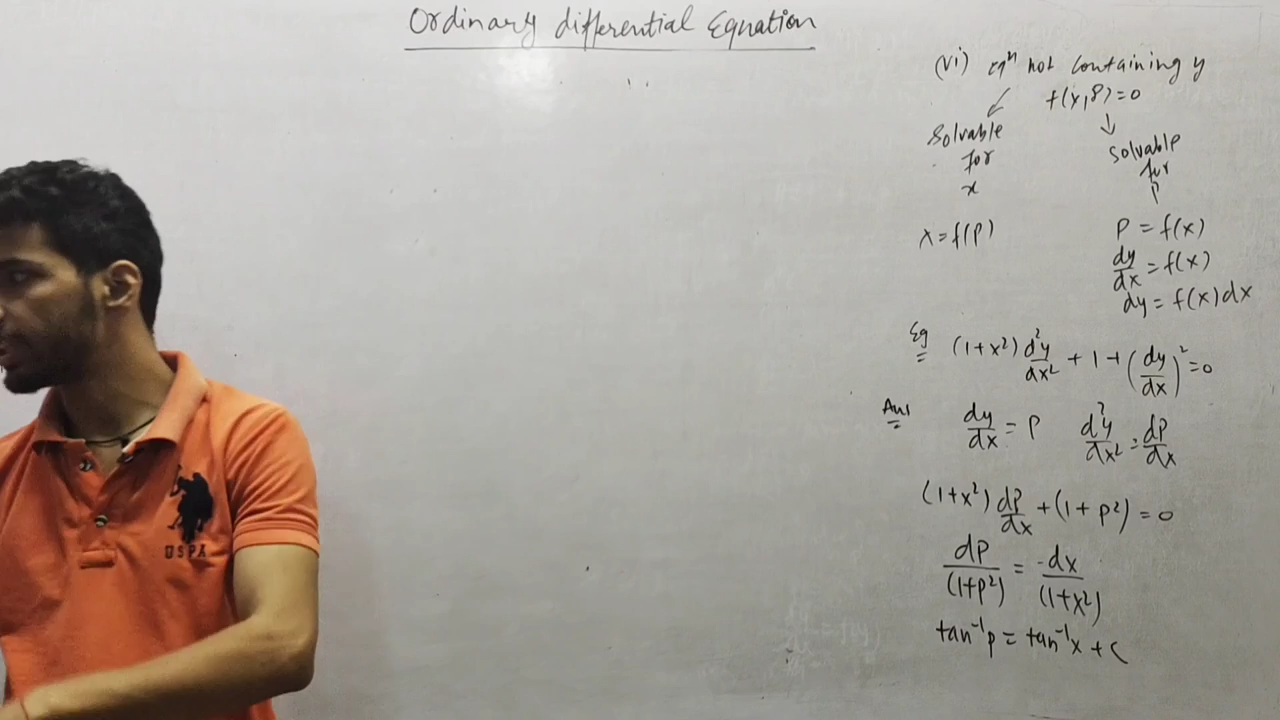 Ordinary differential Equation
(vi) eqⁿ not containing y
f(x,p)=0
Solvable for x
Solvable for p
x = f(p)
p = f(x)
dy/dx = f(x)
dy = f(x)dx
Eg (1+x²) d²y/dx² + 1 + (dy/dx)² = 0
Ans dy/dx = p d²y/dx² = dp/dx
(1+x²) dp/dx + (1+p²) = 0
dp/(1+p²) = -dx/(1+x²)
tan⁻¹p = tan⁻¹x + c
USPA